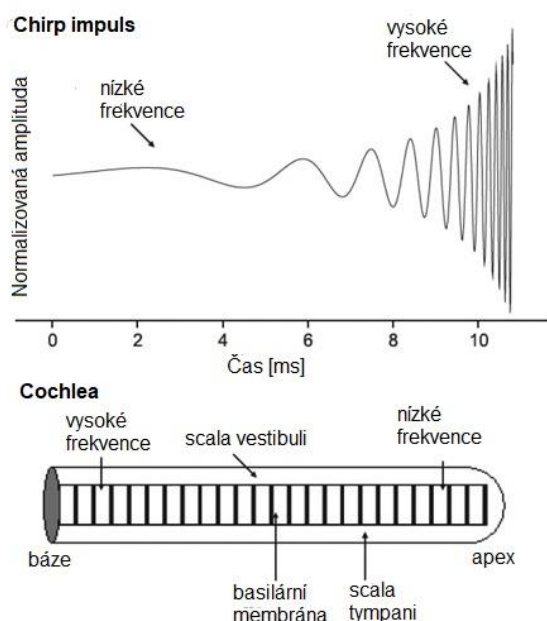 Chirp impuls
vysoké
frekvence
nízké
frekvence
Normalizovaná amplituda
0 2 4 6 8 10
Čas [ms]
Cochlea
vysoké
frekvence
scala vestibuli
nízké
frekvence
báze
apex
basilární
membrána
scala
tympani